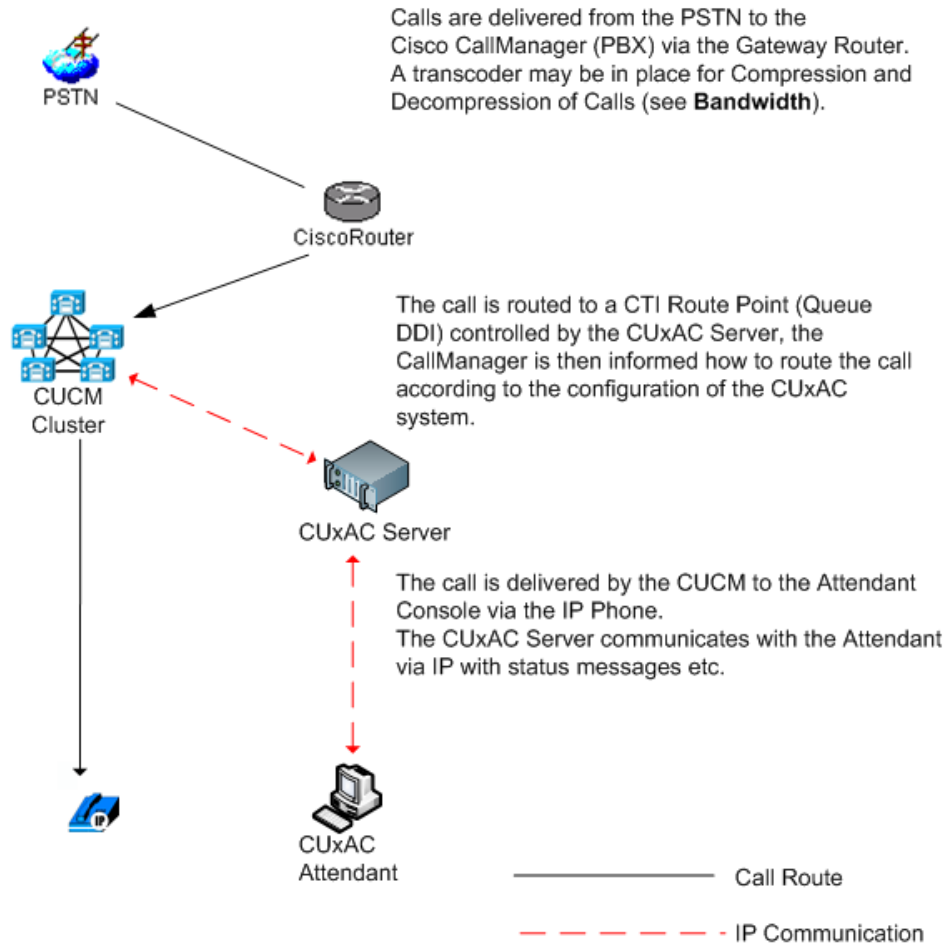 Calls are delivered from the PSTN to the
Cisco CallManager (PBX) via the Gateway Router.
A transcoder may be in place for Compression and
Decompression of Calls (see Bandwidth).
PSTN
CiscoRouter
The call is routed to a CTI Route Point (Queue
DDI) controlled by the CUxAC Server, the
CallManager is then informed how to route the call
according to the configuration of the CUxAC
system.
CUCM
Cluster
CUxAC Server
The call is delivered by the CUCM to the Attendant
Console via the IP Phone.
The CUxAC Server communicates with the Attendant
via IP with status messages etc.
IP
CUxAC
Attendant
Call Route
IP Communication